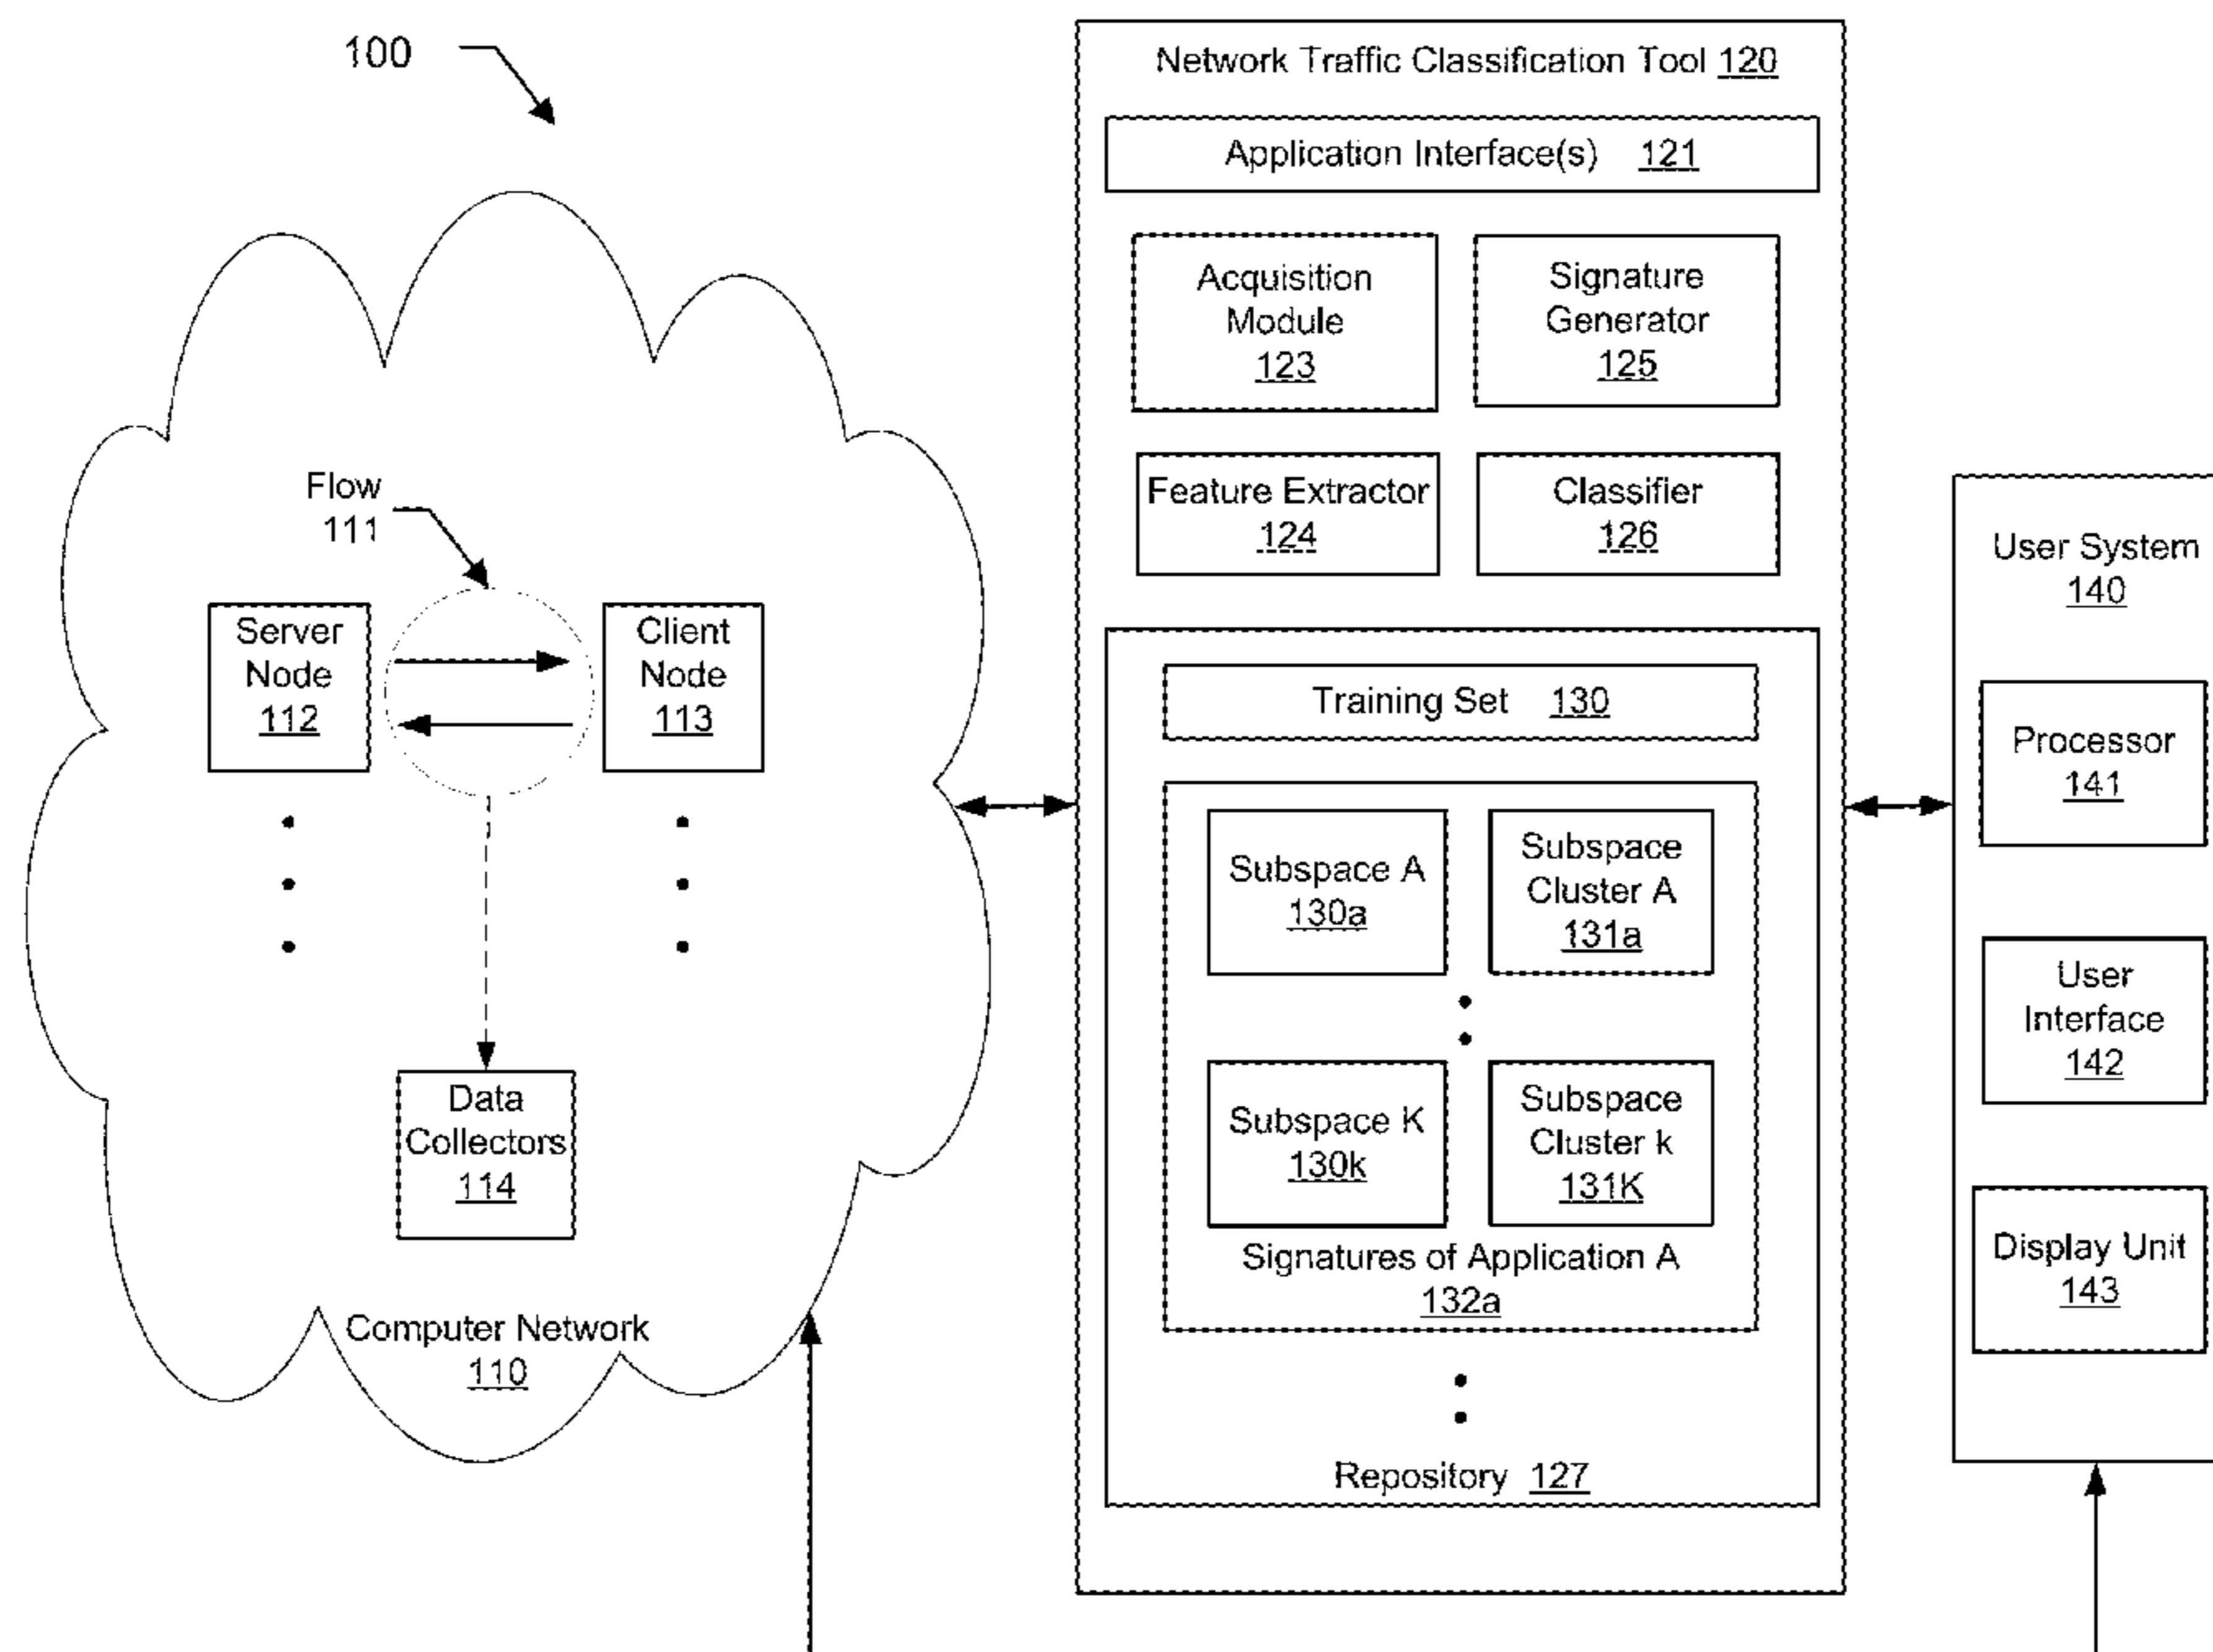 100
Flow
111
Server
Node
112
Client
Node
113
Data
Collectors
114
Computer Network
110
Network Traffic Classification Tool 120
Application Interface(s) 121
Acquisition
Module
123
Signature
Generator
125
Feature Extractor
124
Classifier
126
Training Set 130
Subspace A
130a
Subspace
Cluster A
131a
Subspace K
130k
Subspace
Cluster k
131K
Signatures of Application A
132a
Repository 127
User System
140
Processor
141
User
Interface
142
Display Unit
143